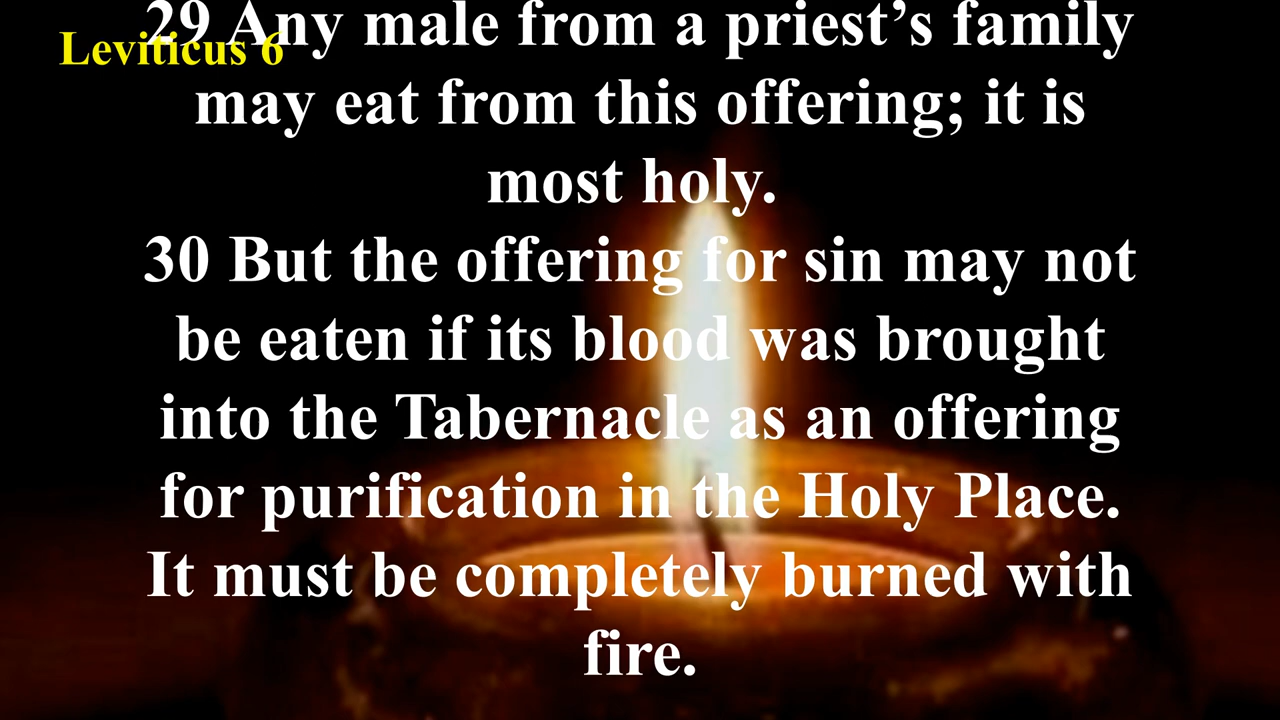 Leviticus 6
29 Any male from a priest’s family
may eat from this offering; it is
most holy.
30 But the offering for sin may not
be eaten if its blood was brought
into the Tabernacle as an offering
for purification in the Holy Place.
It must be completely burned with
fire.